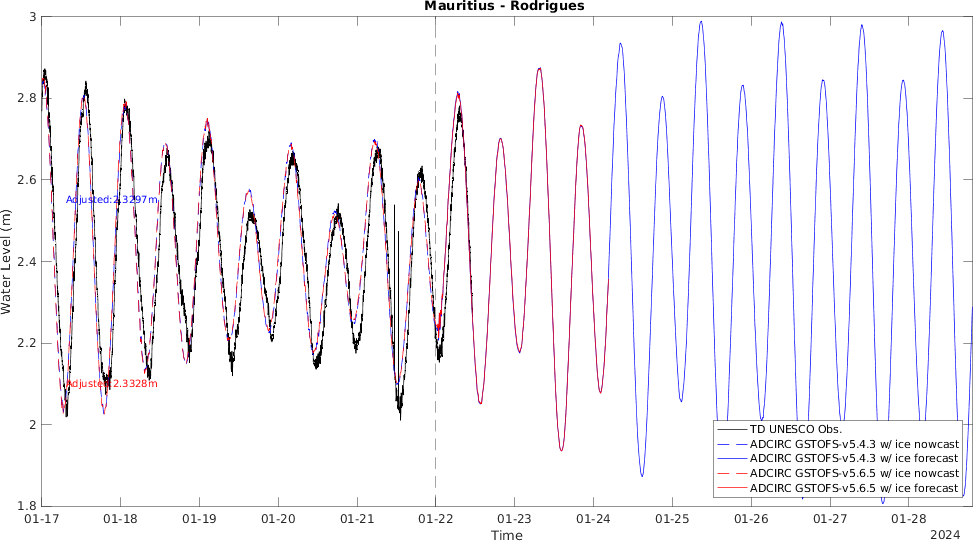 Mauritius - Rodrigues
3
2.8
2.6
2.4
2.2
2
1.8
Water Level (m)
Adjusted:2.3297m
Adjusted:2.3328m
TD UNESCO Obs.
ADCIRC GSTOFS-v5.4.3 w/ ice nowcast
ADCIRC GSTOFS-v5.4.3 w/ ice forecast
ADCIRC GSTOFS-v5.6.5 w/ ice nowcast
ADCIRC GSTOFS-v5.6.5 w/ ice forecast
01-17 01-18 01-19 01-20 01-21 01-22 01-23 01-24 01-25 01-26 01-27 01-28
Time
2024